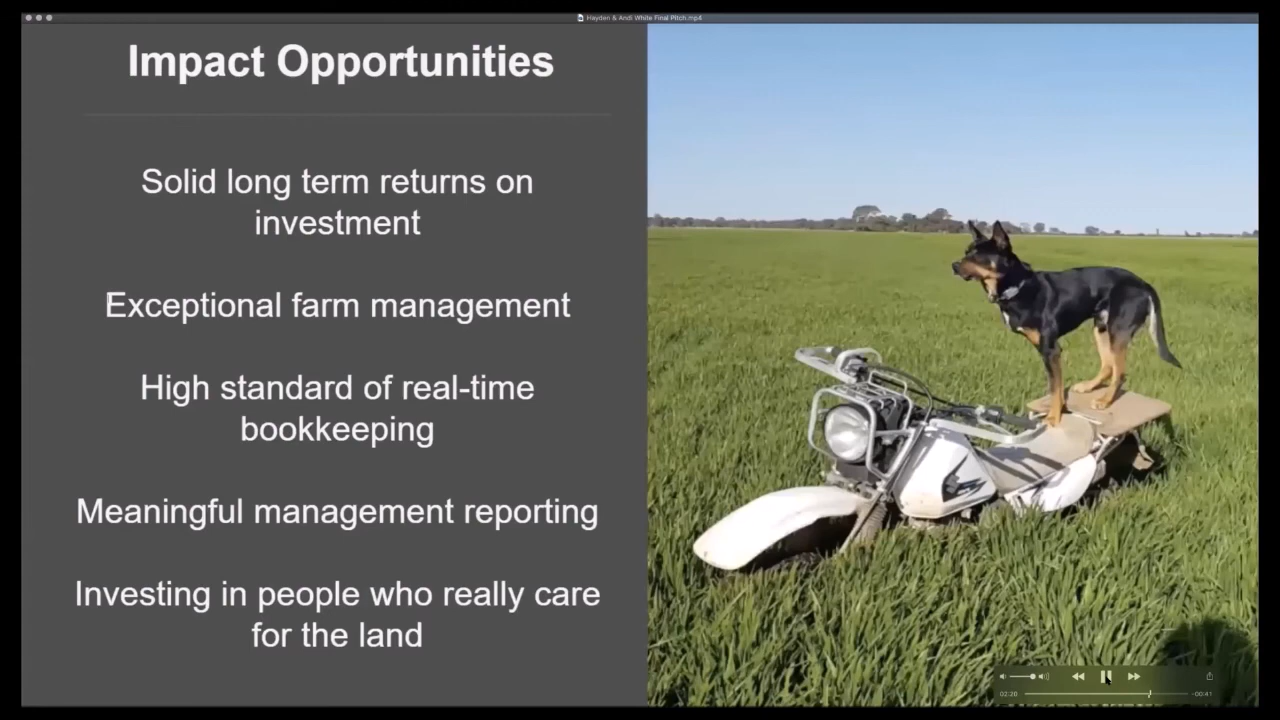 Hayden & Andi White Final Pitch.mp4
Impact Opportunities
Solid long term returns on
investment
Exceptional farm management
High standard of real-time
bookkeeping
Meaningful management reporting
Investing in people who really care
for the land
02:20
-00:41